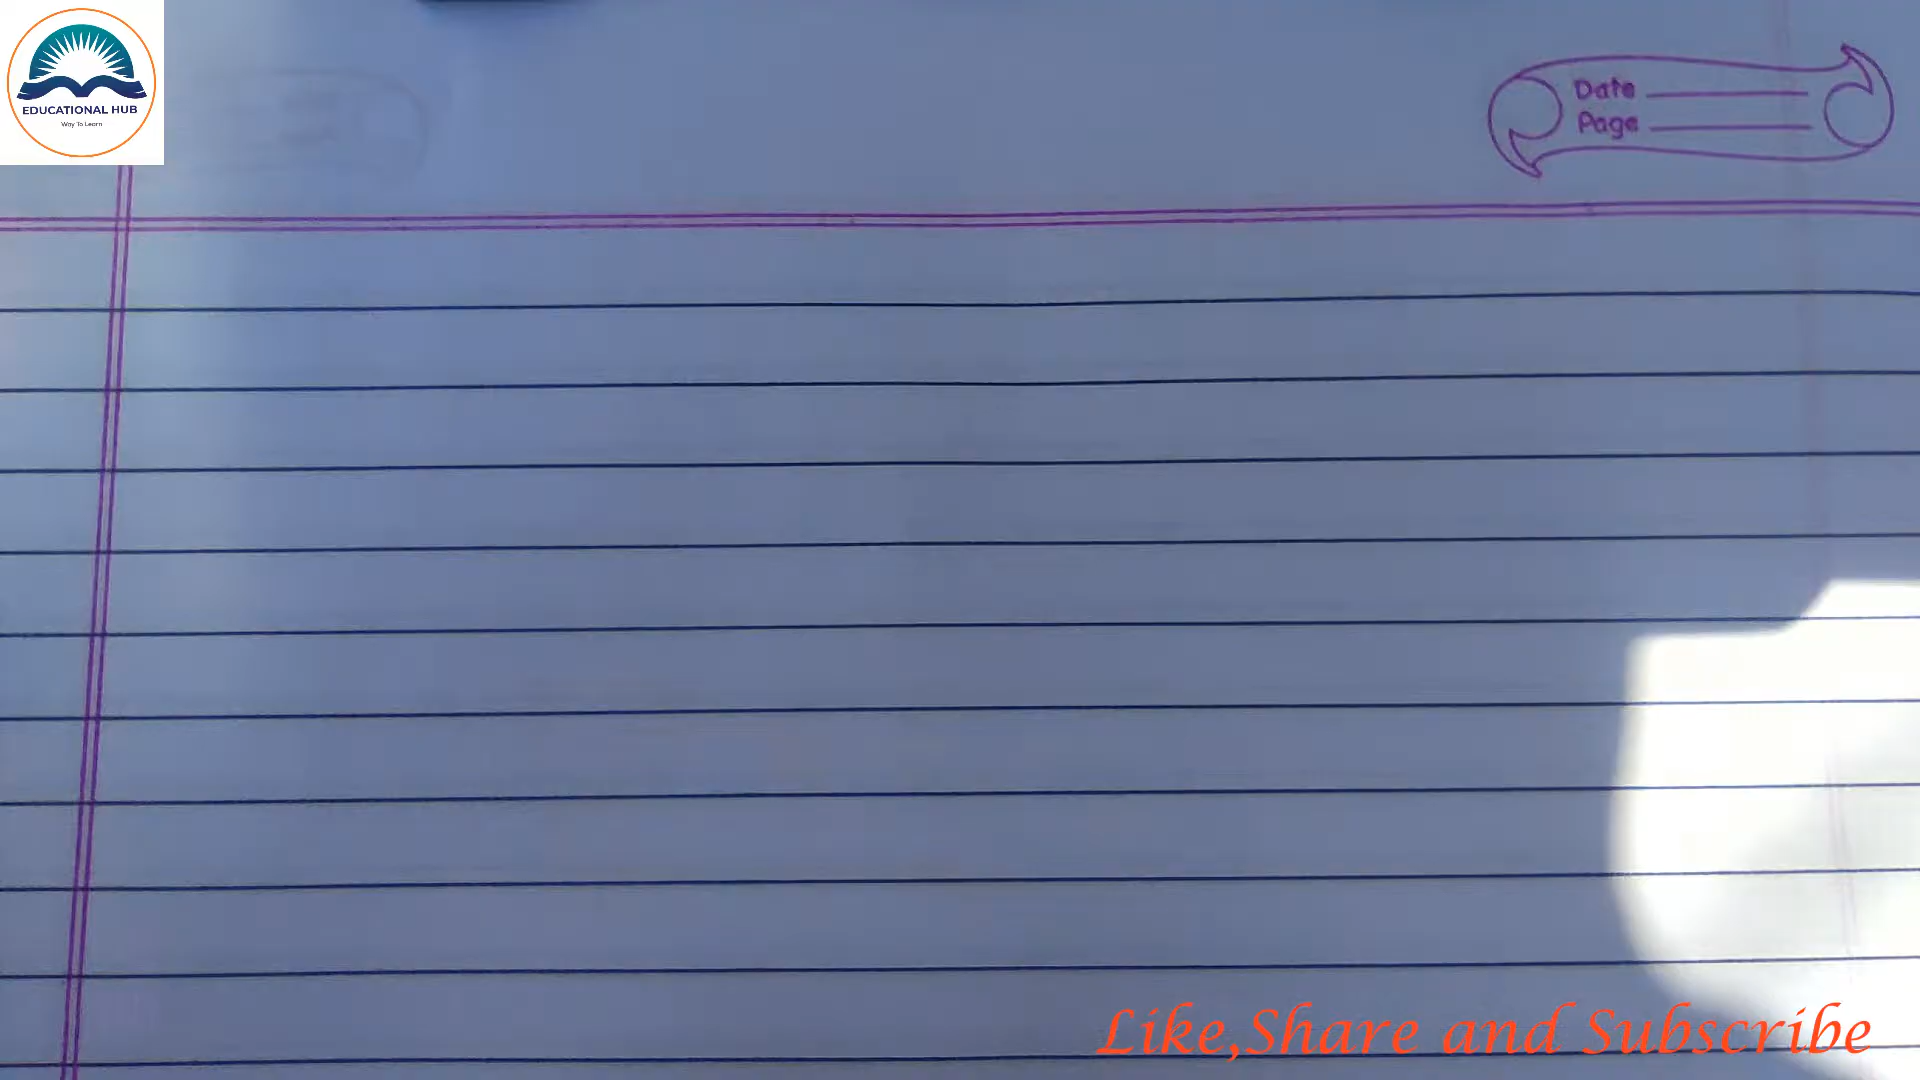 EDUCATIONAL HUB
Way To Learn
Date
Page
Like,Share and Subscribe